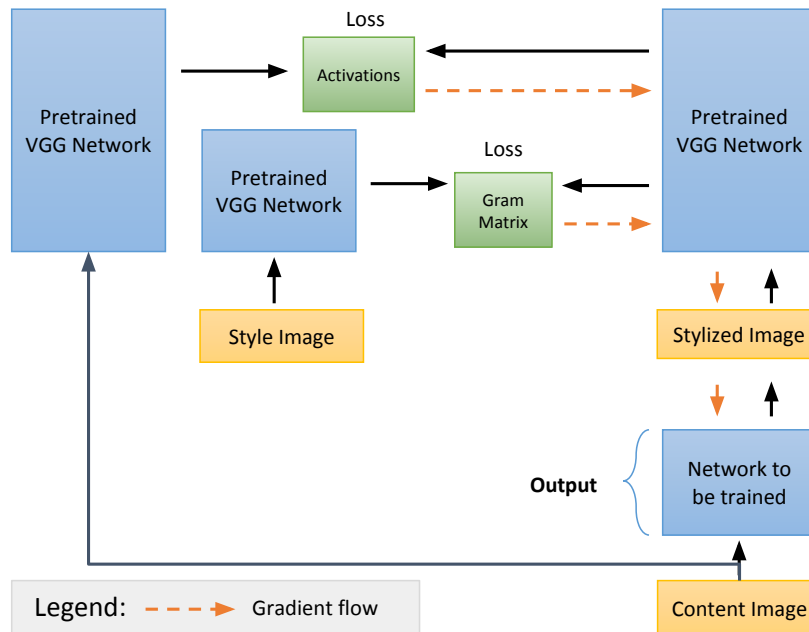 Loss
Pretrained
VGG Network
Activations
Pretrained
VGG Network
Pretrained
VGG Network
Loss
Gram
Matrix
Style Image
Stylized Image
Output
Network to
be trained
Legend:
Gradient flow
Content Image